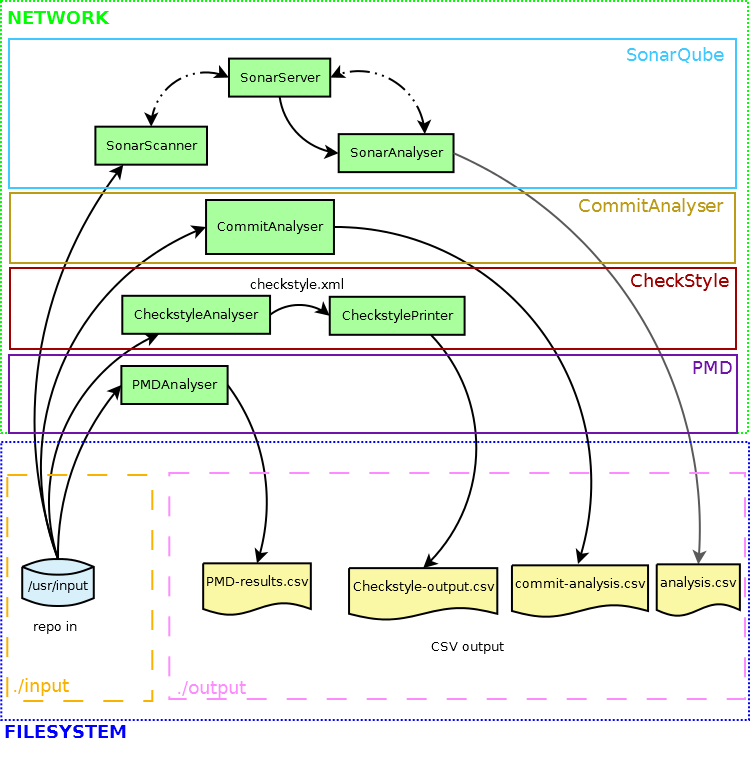 NETWORK
SonarQube
SonarServer
SonarScanner
SonarAnalyser
CommitAnalyser
CommitAnalyser
CheckStyle
checkstyle.xml
CheckstyleAnalyser
CheckstylePrinter
PMD
PMDAnalyser
/usr/input
repo in
./input
PMD-results.csv
Checkstyle-output.csv
commit-analysis.csv
analysis.csv
CSV output
./output
FILESYSTEM